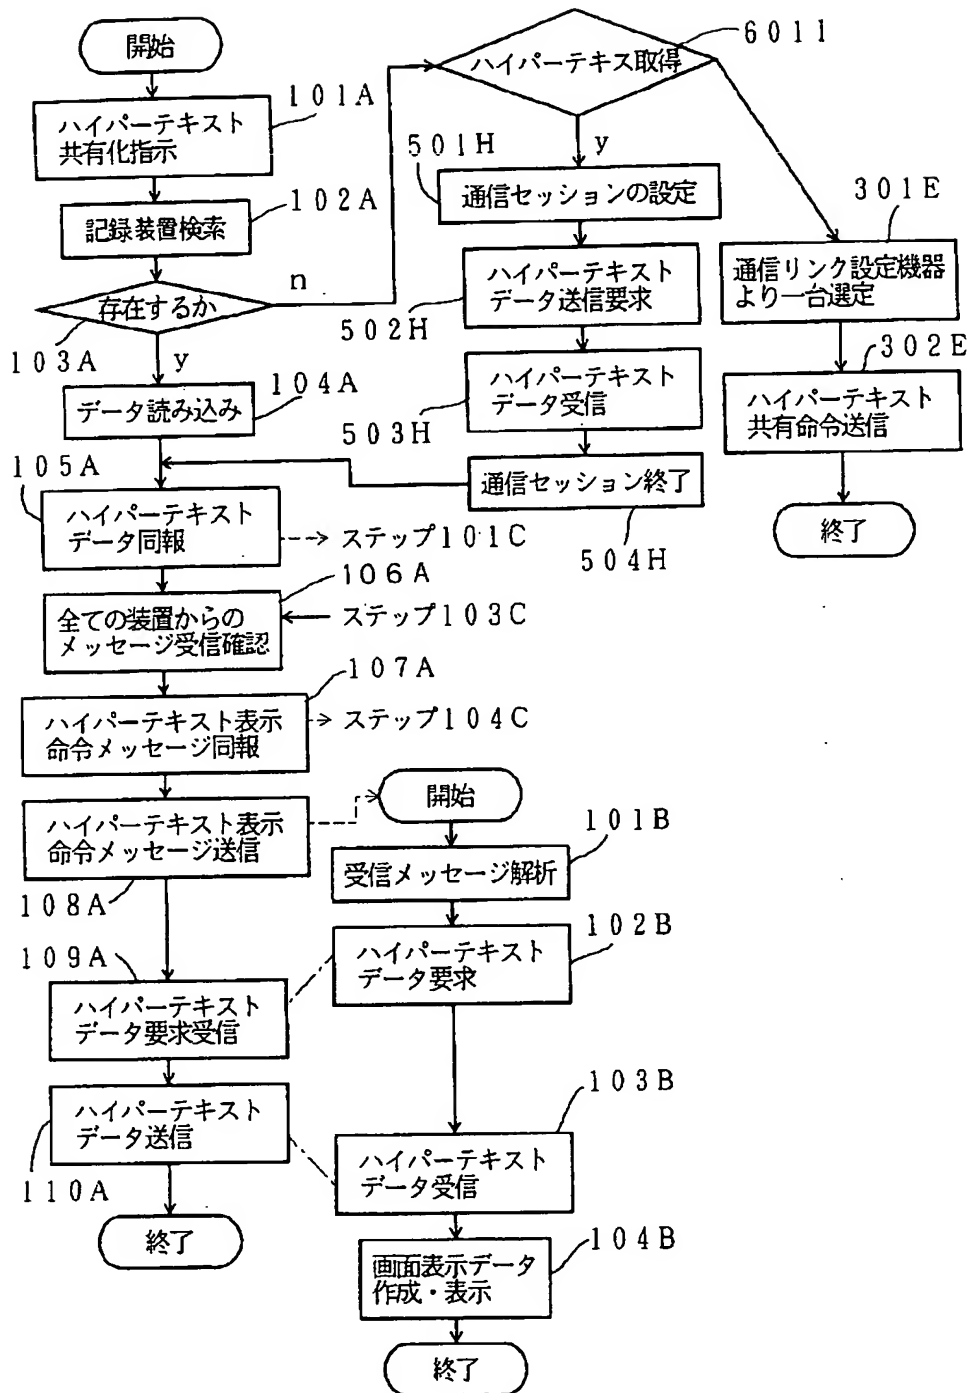 開始
101A
ハイパーテキスト
共有化指示
102A
記録装置検索
存在するか
n
103A
y
104A
データ読み込み
105A
ハイパーテキスト
データ同報
ステップ101C
106A
全ての装置からの
メッセージ受信確認
ステップ103C
107A
ハイパーテキスト表示
命令メッセージ同報
ステップ104C
ハイパーテキスト表示
命令メッセージ送信
108A
109A
ハイパーテキスト
データ要求受信
ハイパーテキスト
データ送信
110A
終了
6011
ハイパーテキス取得
y
501H
通信セッションの設定
ハイパーテキスト
データ送信要求
502H
ハイパーテキスト
データ受信
503H
通信セッション終了
504H
301E
通信リンク設定機器
より一台選定
302E
ハイパーテキスト
共有命令送信
終了
開始
101B
受信メッセージ解析
102B
ハイパーテキスト
データ要求
103B
ハイパーテキスト
データ受信
104B
画面表示データ
作成・表示
終了